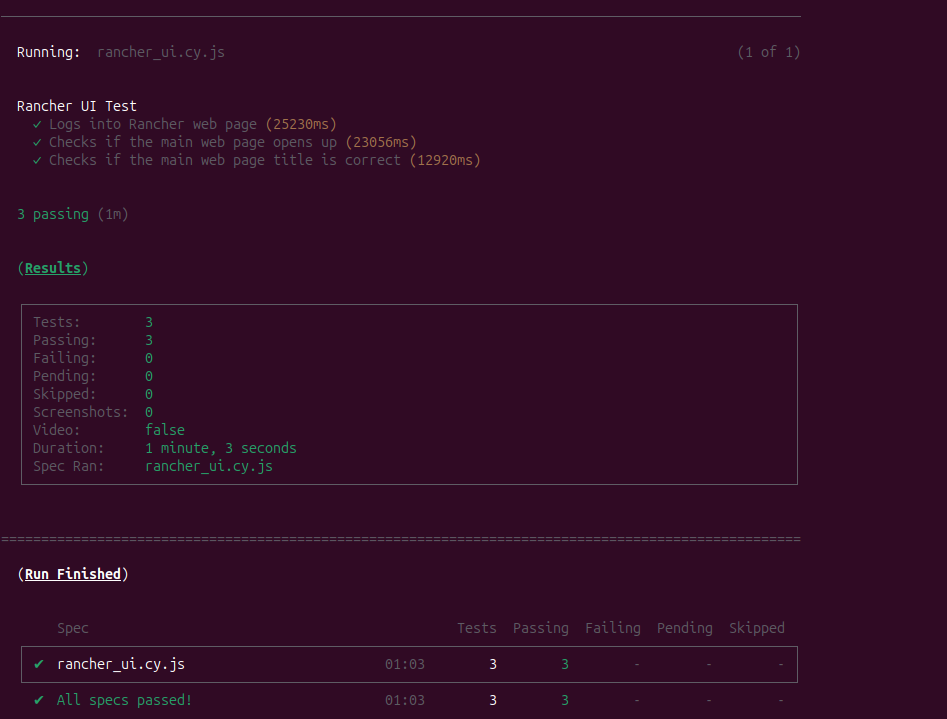 Running:  rancher_ui.cy.js (1 of 1)
Rancher UI Test
✓ Logs into Rancher web page (25230ms)
✓ Checks if the main web page opens up (23056ms)
✓ Checks if the main web page title is correct (12920ms)
3 passing (1m)
(Results)
Tests: 3
Passing: 3
Failing: 0
Pending: 0
Skipped: 0
Screenshots: 0
Video: false
Duration: 1 minute, 3 seconds
Spec Ran: rancher_ui.cy.js
====================================================================================================
(Run Finished)
Spec Tests Passing Failing Pending Skipped
✔ rancher_ui.cy.js 01:03 3 3 - - -
✔ All specs passed! 01:03 3 3 - - -